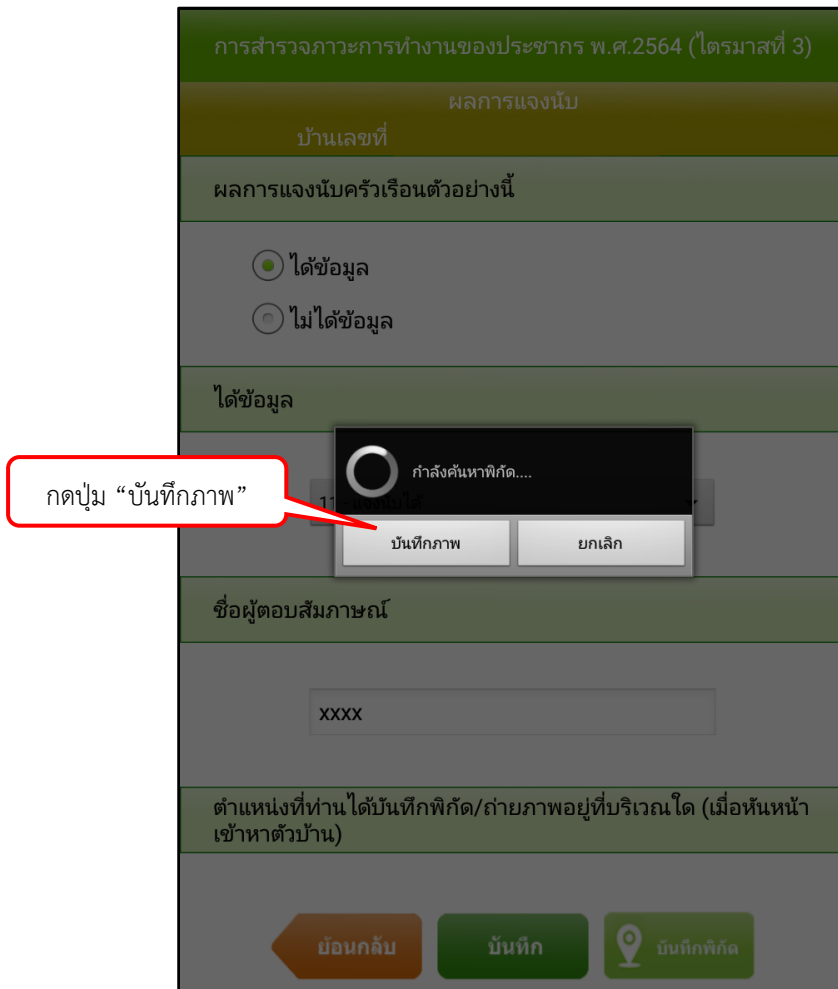 การสำรวจภาวะการทำงานของประชากร พ.ศ.2564 (ไตรมาสที่ 3)
ผลการแจงนับ
บ้านเลขที่
ผลการแจงนับครัวเรือนตัวอย่างนี้
ได้ข้อมูล
ไม่ได้ข้อมูล
ได้ข้อมูล
กำลังค้นหาพิกัด....
กดปุ่ม “บันทึกภาพ”
11 - แจงนับได้
บันทึกภาพ
ยกเลิก
ชื่อผู้ตอบสัมภาษณ์
xxxx
ตำแหน่งที่ท่านได้บันทึกพิกัด/ถ่ายภาพอยู่ที่บริเวณใด (เมื่อหันหน้า
เข้าหาตัวบ้าน)
ย้อนกลับ
บันทึก
บันทึกพิกัด